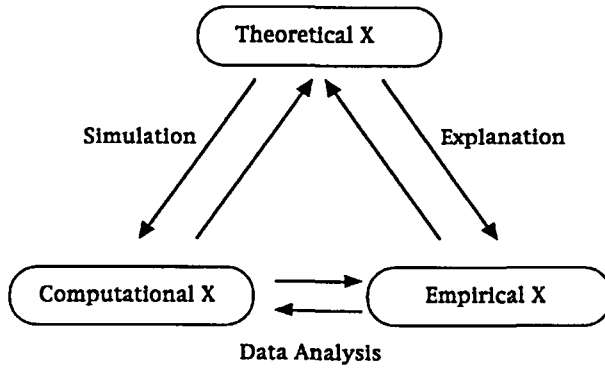 Theoretical X
Simulation
Explanation
Computational X
Empirical X
Data Analysis